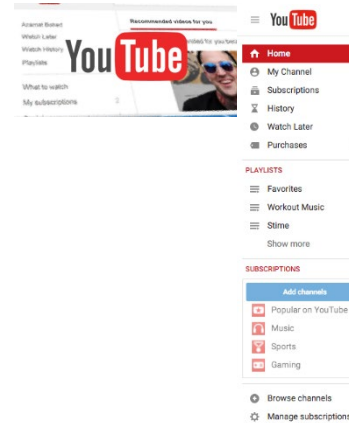 Recommended videos for you
Watch Later
Watch History
Playlists
YouTube
What to watch
My subscriptions
2
YouTube
Home
My Channel
Subscriptions
History
Watch Later
Purchases
PLAYLISTS
Favorites
Workout Music
Stime
Show more
SUBSCRIPTIONS
Add channels
Popular on YouTube
Music
Sports
Gaming
Browse channels
Manage subscriptions